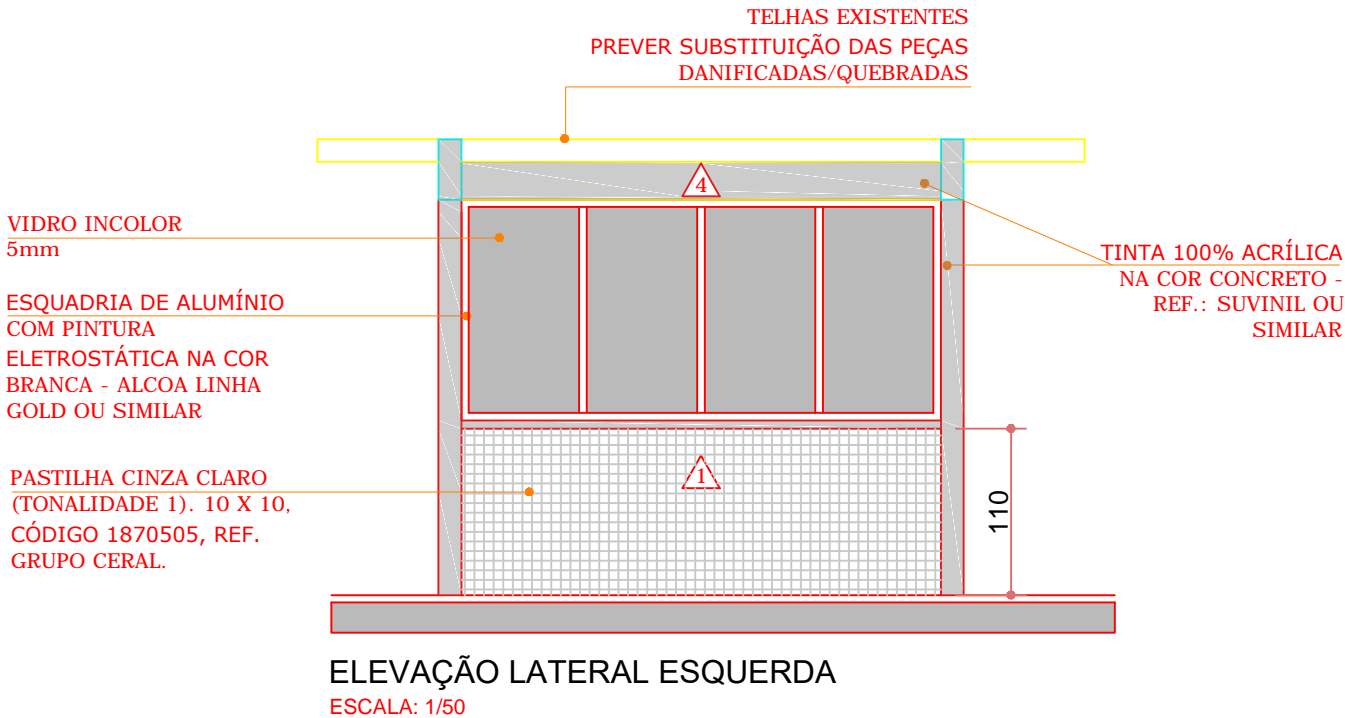 TELHAS EXISTENTES
PREVER SUBSTITUIÇÃO DAS PEÇAS
DANIFICADAS/QUEBRADAS
4
VIDRO INCOLOR
5mm
ESQUADRIA DE ALUMÍNIO
COM PINTURA
ELETROSTÁTICA NA COR
BRANCA - ALCOA LINHA
GOLD OU SIMILAR
TINTA 100% ACRÍLICA
NA COR CONCRETO -
REF.: SUVINIL OU
SIMILAR
PASTILHA CINZA CLARO
(TONALIDADE 1). 10 X 10,
CÓDIGO 1870505, REF.
GRUPO CERAL.
1
110
ELEVAÇÃO LATERAL ESQUERDA
ESCALA: 1/50